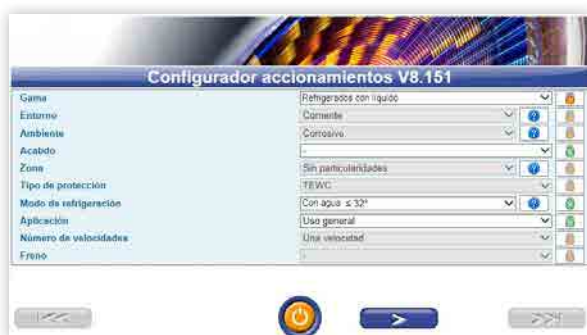 Configurador accionamientos V8.151
Gama Refrigerados con líquido
Entorno Corriente
Ambiente Corrosivo
Acabado -
Zona Sin particularidades
Tipo de protección TEWC
Modo de refrigeración Con agua ≤ 32°
Aplicación Uso general
Número de velocidades Una velocidad
Freno -
|<<< > >>>|